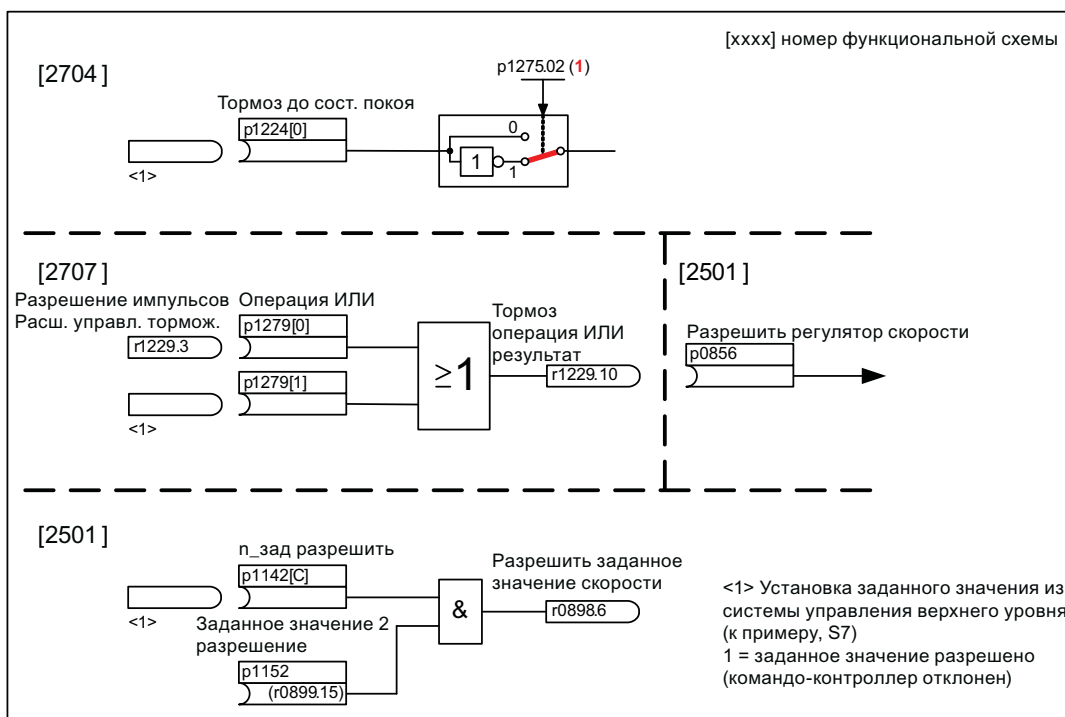 [xxxx] номер функциональной схемы
[2704]
p1275.02 (1)
Тормоз до сост. покоя
p1224[0]
0
1
1
<1>
[2707]
[2501]
Разрешение импульсов
Расш. управл. тормож.
r1229.3
Операция ИЛИ
p1279[0]
p1279[1]
<1>
≥1
Тормоз
операция ИЛИ
результат
r1229.10
Разрешить регулятор скорости
p0856
[2501]
n_зад разрешить
p1142[C]
<1>
Заданное значение 2
разрешение
p1152
(r0899.15)
&
Разрешить заданное
значение скорости
r0898.6
<1> Установка заданного значения из
системы управления верхнего уровня
(к примеру, S7)
1 = заданное значение разрешено
(командо-контроллер отклонен)